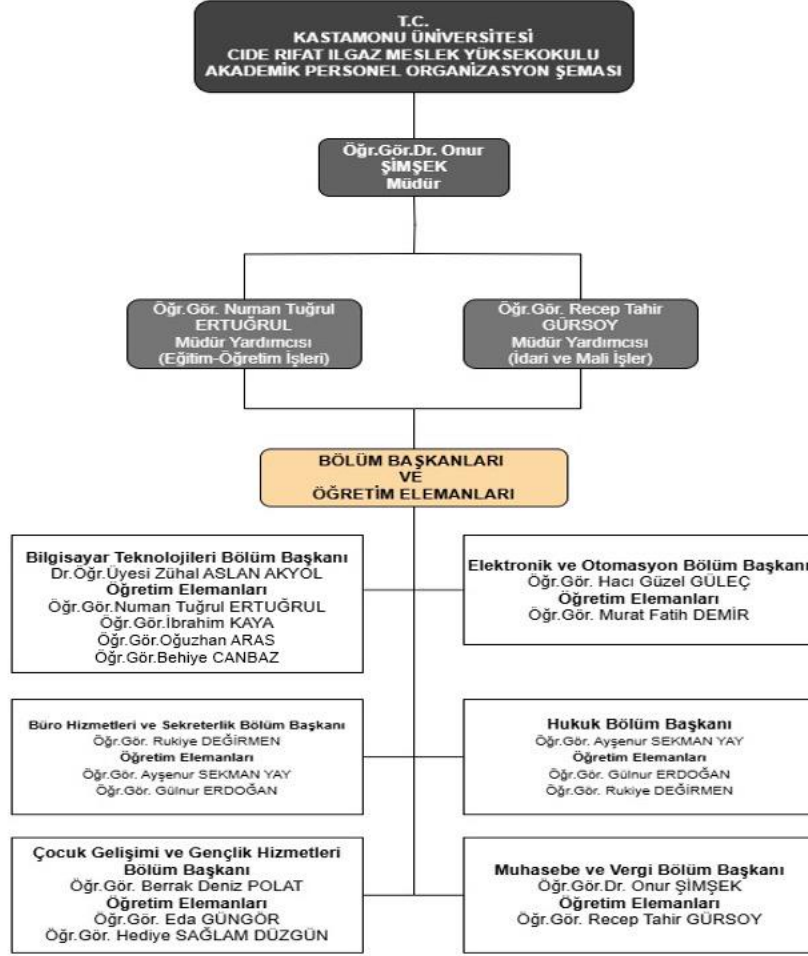 T.C.
KASTAMONU ÜNİVERSİTESİ
CIDE RIFAT ILGAZ MESLEK YÜKSEKOKULU
AKADEMİK PERSONEL ORGANİZASYON ŞEMASI
Öğr.Gör.Dr. Onur
ŞİMŞEK
Müdür
Öğr.Gör. Numan Tuğrul
ERTUĞRUL
Müdür Yardımcısı
(Eğitim-Öğretim İşleri)
Öğr.Gör. Recep Tahir
GÜRSOY
Müdür Yardımcısı
(İdari ve Mali İşler)
BÖLÜM BAŞKANLARI
VE
ÖĞRETİM ELEMANLARI
Bilgisayar Teknolojileri Bölüm Başkanı
Dr.Öğr.Üyesi Zühal ASLAN AKYOL
Öğretim Elemanları
Öğr.Gör.Numan Tuğrul ERTUĞRUL
Öğr.Gör.İbrahim KAYA
Öğr.Gör.Oğuzhan ARAS
Öğr.Gör.Behiye CANBAZ
Elektronik ve Otomasyon Bölüm Başkanı
Öğr.Gör. Hacı Güzel GÜLEÇ
Öğretim Elemanları
Öğr.Gör. Murat Fatih DEMİR
Büro Hizmetleri ve Sekreterlik Bölüm Başkanı
Öğr.Gör. Rukiye DEĞİRMEN
Öğretim Elemanları
Öğr.Gör. Ayşenur SEKMAN YAY
Öğr.Gör. Gülnur ERDOĞAN
Hukuk Bölüm Başkanı
Öğr.Gör. Ayşenur SEKMAN YAY
Öğretim Elemanları
Öğr.Gör. Gülnur ERDOĞAN
Öğr.Gör. Rukiye DEĞİRMEN
Çocuk Gelişimi ve Gençlik Hizmetleri
Bölüm Başkanı
Öğr.Gör. Berrak Deniz POLAT
Öğretim Elemanları
Öğr.Gör. Eda GÜNGÖR
Öğr.Gör. Hediye SAĞLAM DÜZGÜN
Muhasebe ve Vergi Bölüm Başkanı
Öğr.Gör.Dr. Onur ŞİMŞEK
Öğretim Elemanları
Öğr.Gör. Recep Tahir GÜRSOY